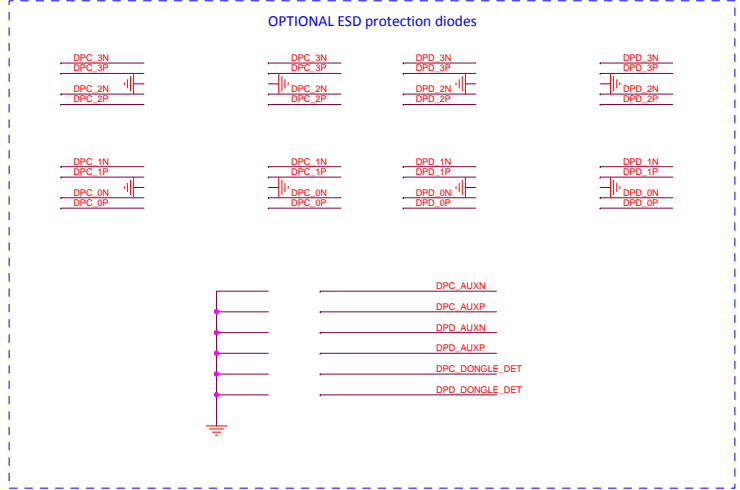 OPTIONAL ESD protection diodes
DPC_3N DPC_3N DPD_3N DPD_3N
DPC_3P DPC_3P DPD_3P DPD_3P
DPC_2N DPC_2N DPD_2N DPD_2N
DPC_2P DPC_2P DPD_2P DPD_2P
DPC_1N DPC_1N DPD_1N DPD_1N
DPC_1P DPC_1P DPD_1P DPD_1P
DPC_0N DPC_0N DPD_0N DPD_0N
DPC_0P DPC_0P DPD_0P DPD_0P
DPC_AUXN
DPC_AUXP
DPD_AUXN
DPD_AUXP
DPC_DONGLE_DET
DPD_DONGLE_DET